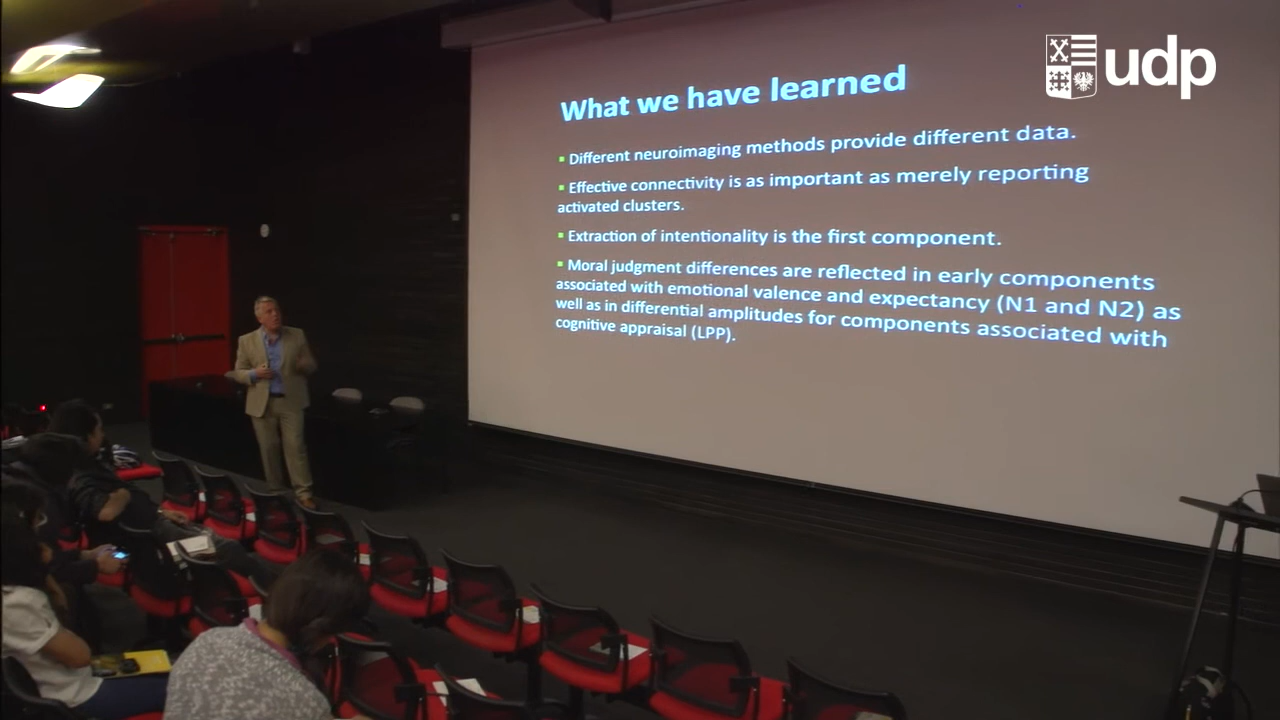 udp
What we have learned
▪ Different neuroimaging methods provide different data.
▪ Effective connectivity is as important as merely reporting
activated clusters.
▪ Extraction of intentionality is the first component.
▪ Moral judgment differences are reflected in early components
associated with emotional valence and expectancy (N1 and N2) as
well as in differential amplitudes for components associated with
cognitive appraisal (LPP).